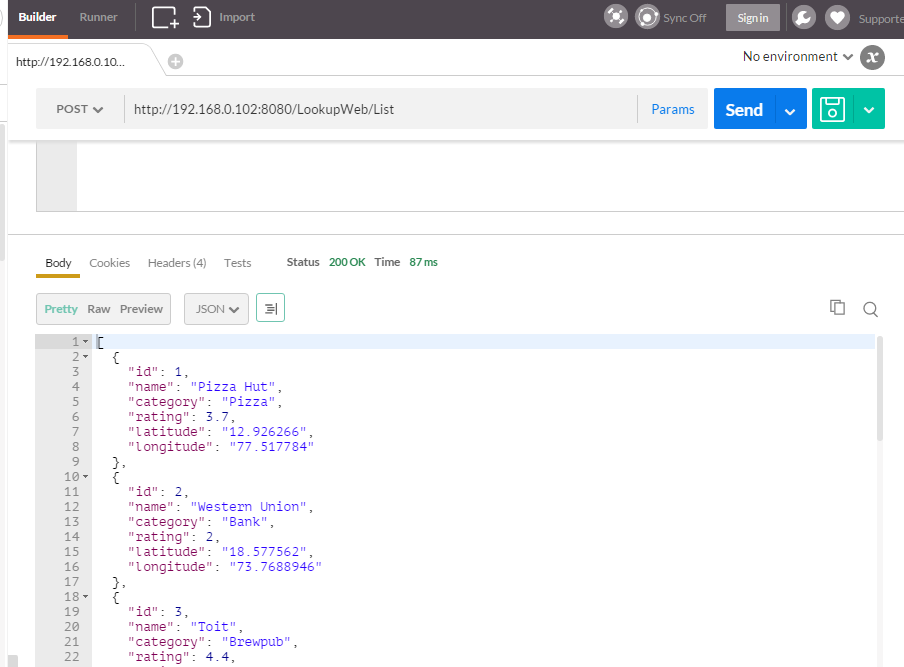 Builder Runner Import Sync Off Sign in Supporte
http://192.168.0.10... No environment
POST http://192.168.0.102:8080/LookupWeb/List Params Send
Body Cookies Headers (4) Tests Status 200 OK Time 87 ms
Pretty Raw Preview JSON
1 [
2 {
3 "id": 1,
4 "name": "Pizza Hut",
5 "category": "Pizza",
6 "rating": 3.7,
7 "latitude": "12.926266",
8 "longitude": "77.517784"
9 },
10 {
11 "id": 2,
12 "name": "Western Union",
13 "category": "Bank",
14 "rating": 2,
15 "latitude": "18.577562",
16 "longitude": "73.7688946"
17 },
18 {
19 "id": 3,
20 "name": "Toit",
21 "category": "Brewpub",
22 "rating": 4.4,